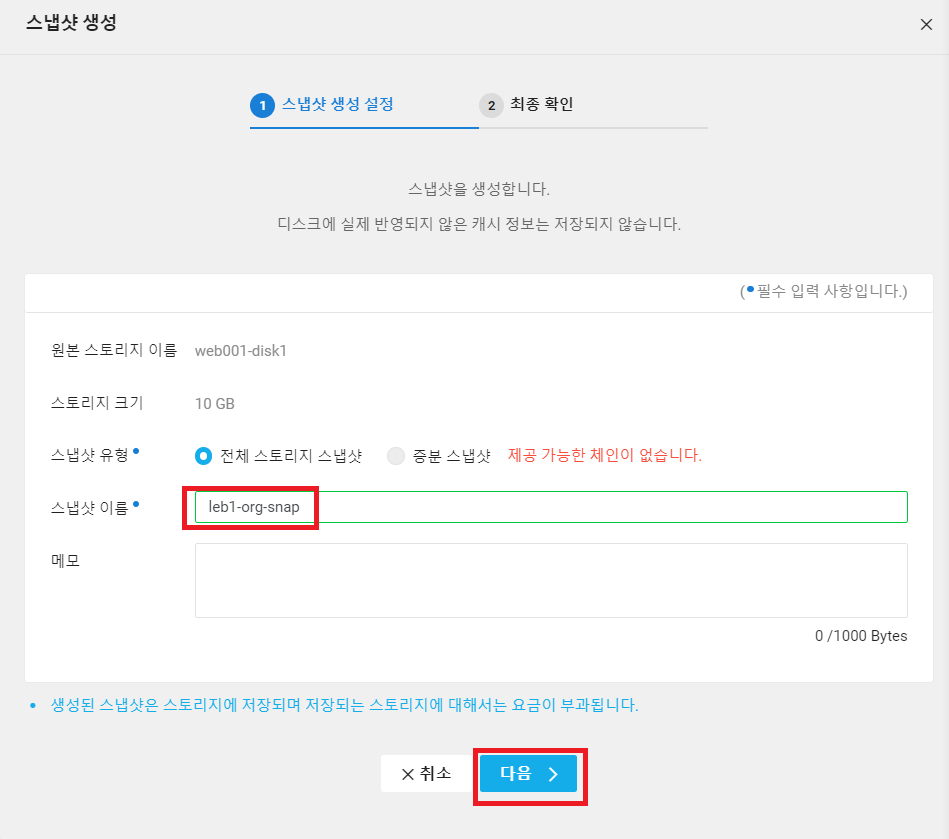 스냅샷 생성
1 스냅샷 생성 설정 2 최종 확인
스냅샷을 생성합니다.
디스크에 실제 반영되지 않은 캐시 정보는 저장되지 않습니다.
(•필수 입력 사항입니다.)
원본 스토리지 이름 web001-disk1
스토리지 크기 10 GB
스냅샷 유형• 전체 스토리지 스냅샷 증분 스냅샷 제공 가능한 체인이 없습니다.
스냅샷 이름• leb1-org-snap
메모
0 /1000 Bytes
• 생성된 스냅샷은 스토리지에 저장되며 저장되는 스토리지에 대해서는 요금이 부과됩니다.
취소 다음